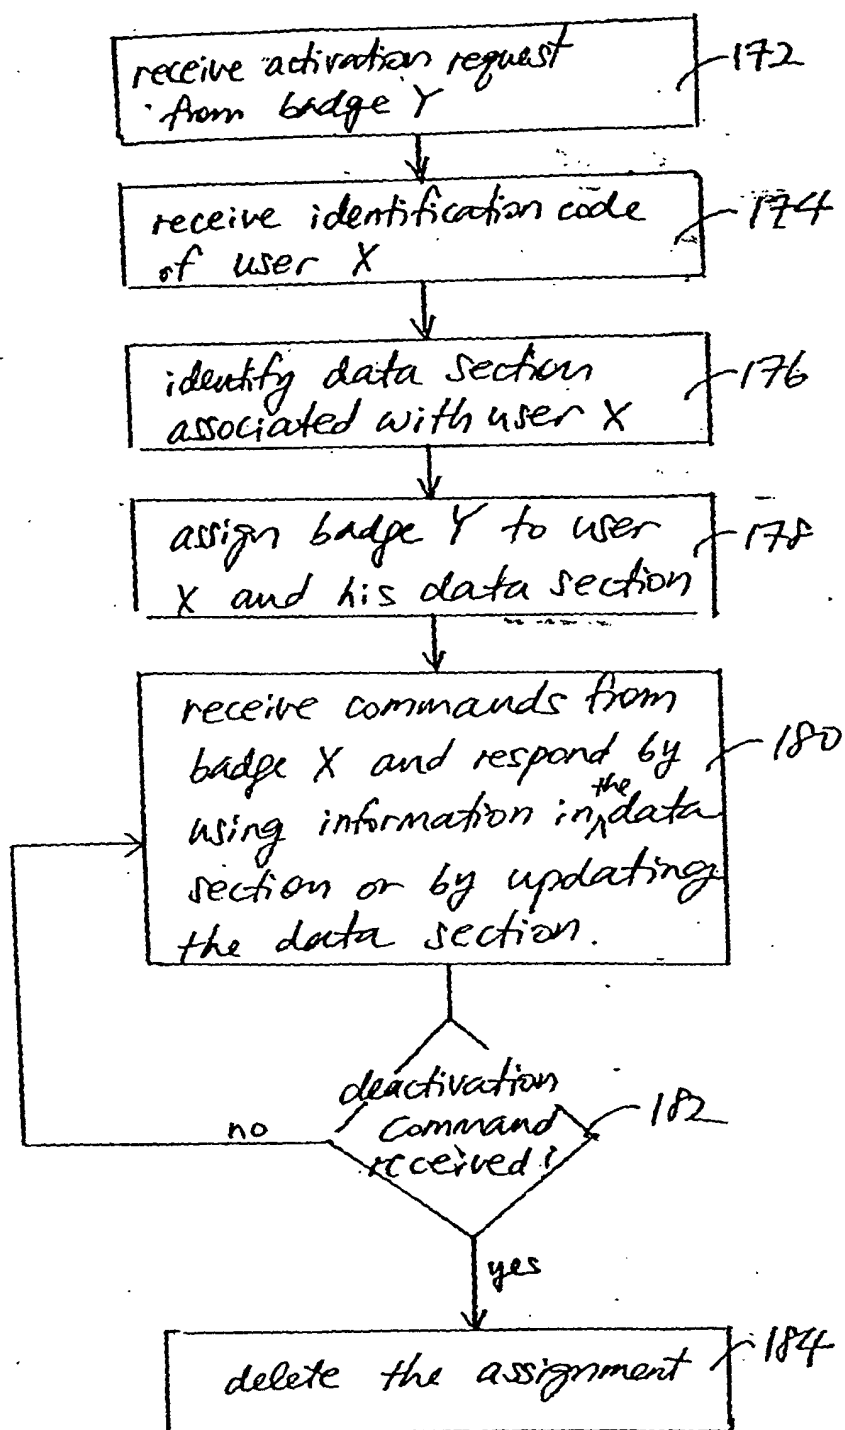 receive activation request
from badge Y
172
receive identification code
of user X
174
identify data section
associated with user X
176
assign badge Y to user
X and his data section
178
receive commands from
badge X and respond by
using information in the data
section or by updating
the data section.
180
deactivation
command
received?
182
no
yes
delete the assignment
184